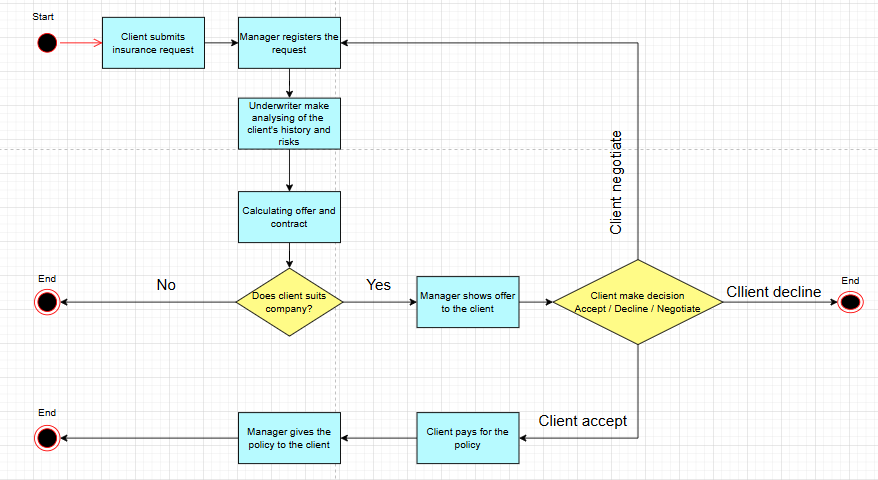 Start
Client submits
insurance request
Manager registers the
request
Underwriter make
analysing of the
client's history and
risks
Client negotiate
Calculating offer and
contract
End
No
Does client suits
company?
Yes
Manager shows offer
to the client
Client make decision
Accept / Decline / Negotiate
Cllient decline
End
End
Manager gives the
policy to the client
Client pays for the
policy
Client accept